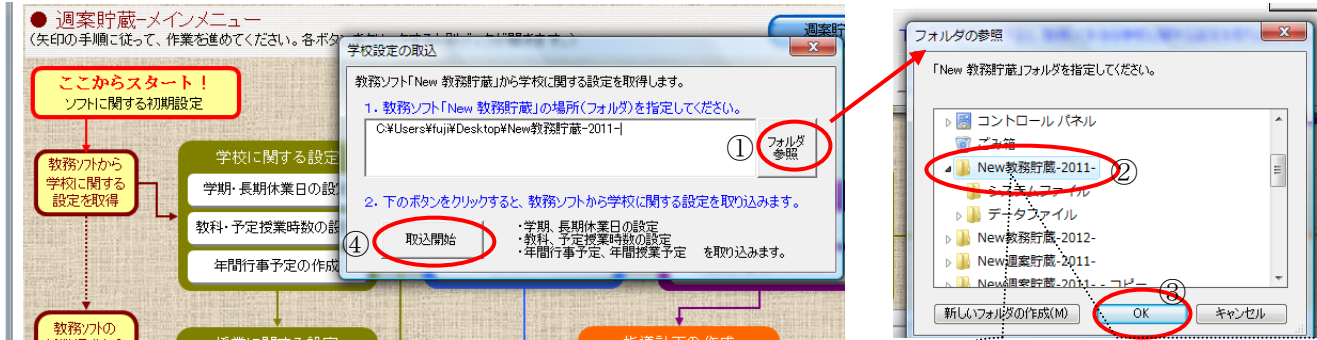 ● 週案貯蔵-メインメニュー
(矢印の手順に従って、作業を進めてください。各ボタ
週案貯
ここからスタート!
ソフトに関する初期設定
教務ソフトから
学校に関する
設定を取得
学校に関する設定
学期・長期休業日の設
教科・予定授業時数の設
年間行事予定の作成
教務ソフトの
学校設定の取込
X
教務ソフト「New 教務貯蔵」から学校に関する設定を取得します。
1. 教務ソフト「New 教務貯蔵」の場所(フォルダ)を指定してください。
C:¥Users¥fuji¥Desktop¥New教務貯蔵-2011-
①
フォルダ
参照
2. 下のボタンをクリックすると、教務ソフトから学校に関する設定を取り込みます。
④
取込開始
・学期、長期休業日の設定
・教科、予定授業時数の設定
・年間行事予定、年間授業予定 を取り込みます。
フォルダの参照
X
「New 教務貯蔵」フォルダを指定してください。
コントロール パネル
ごみ箱
New教務貯蔵-2011-
②
システムファイル
データファイル
New教務貯蔵-2012-
New週案貯蔵-2011-
New週案貯蔵-2011- - コピー
③
新しいフォルダの作成(M)
OK
キャンセル